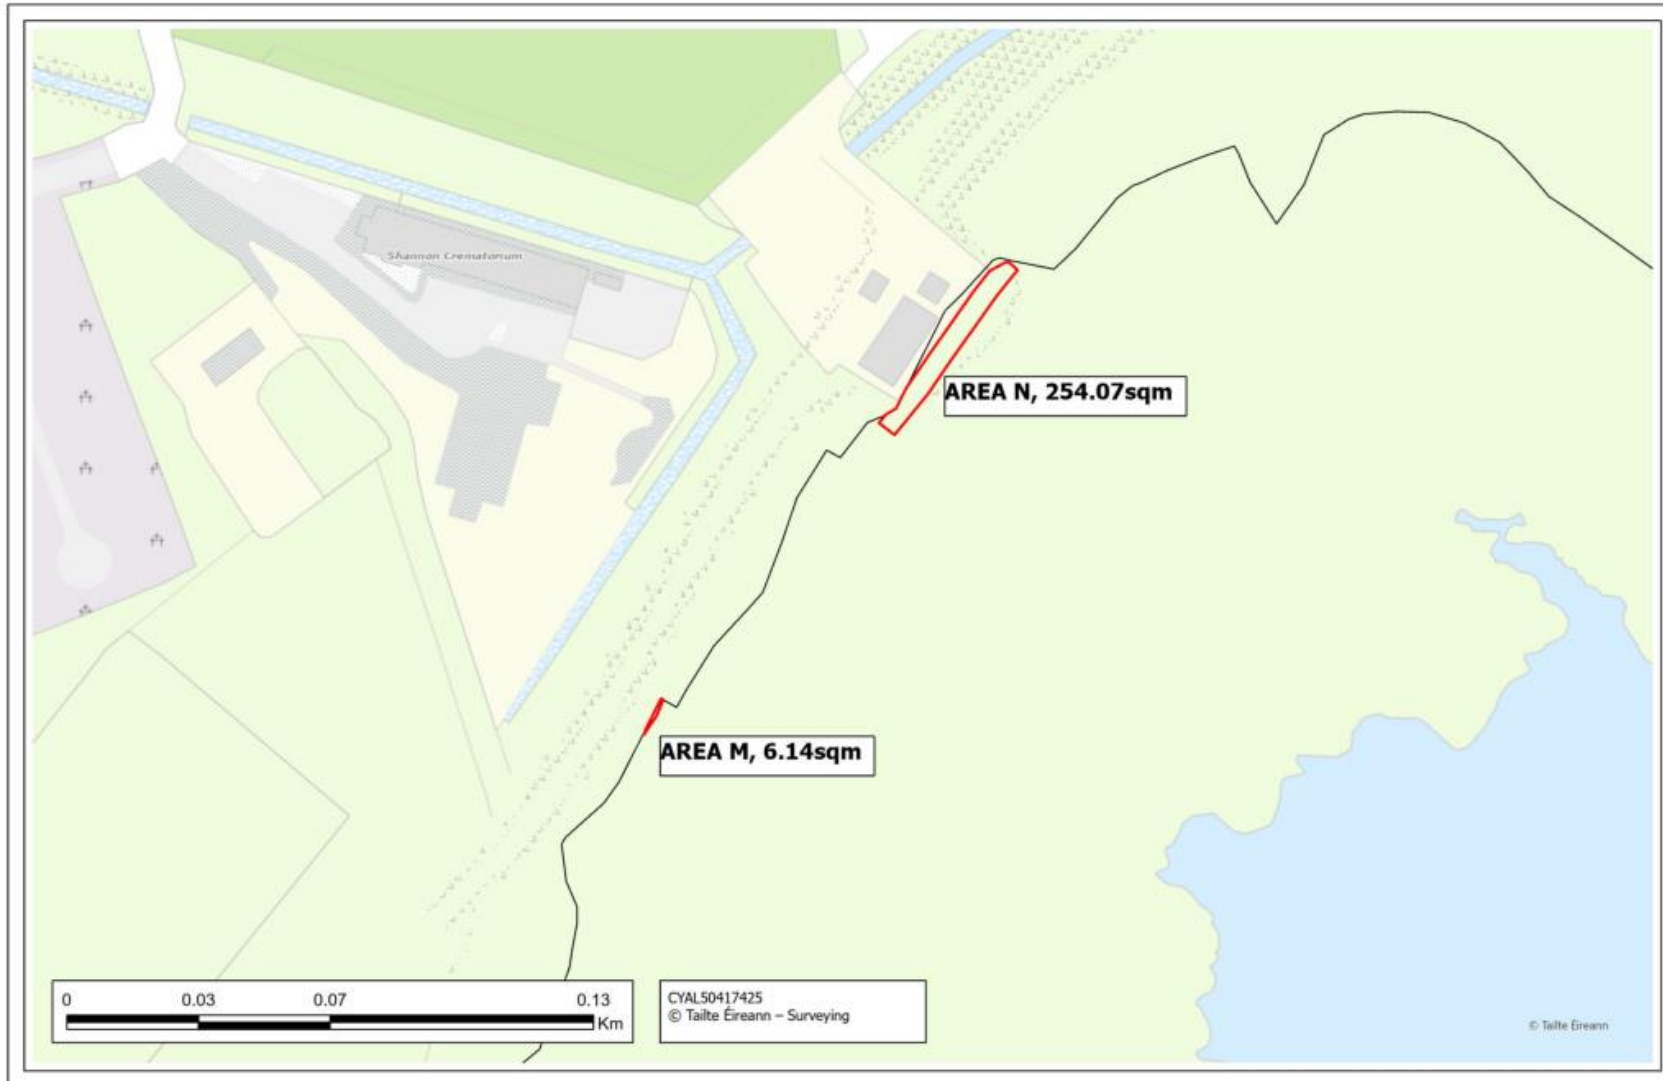 Shannon Crematorium
AREA N, 254.07sqm
AREA M, 6.14sqm
0 0.03 0.07 0.13
Km
CYAL50417425
© Tailte Éireann – Surveying
© Tailte Éireann